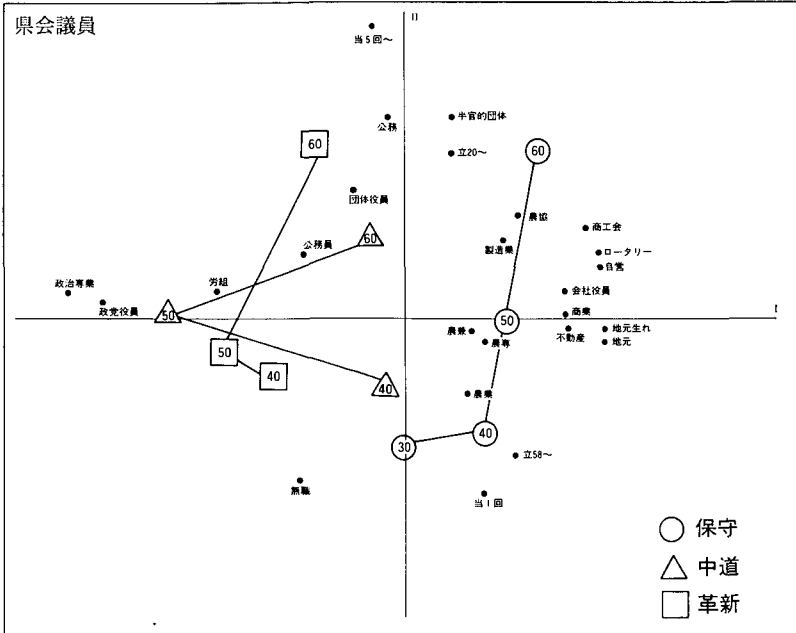 県会議員
II
当5回～
公務
半官的団体
60
立20～
60
団体役員
農協
商工会
60
製造業
公務員
ロータリー
自営
政治専業
労組
会社役員
政党役員
商業
I
50
50
農兼
不動産
地元生れ
50
農専
地元
40
40
農業
40
30
立58～
無職
当1回
保守
中道
革新